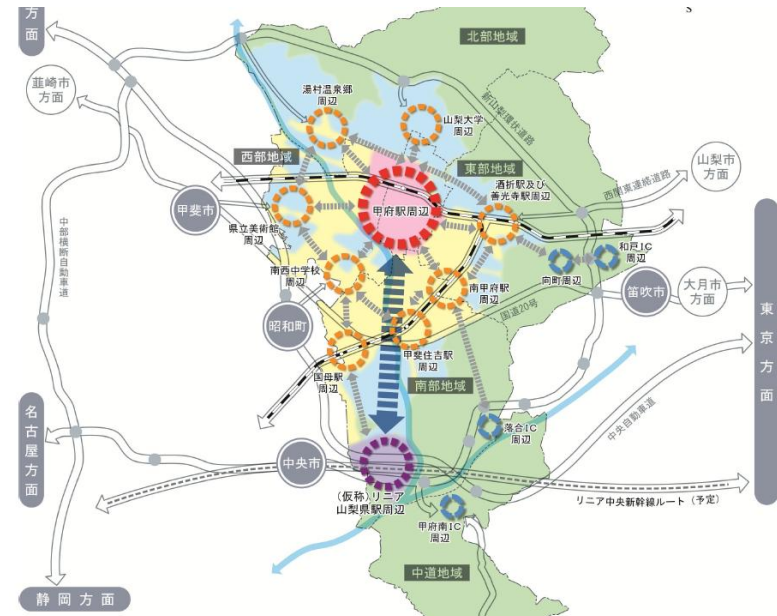 s
方面
北部地域
韮崎市
方面
湯村温泉郷
周辺
山梨大学
周辺
新山梨環状道路
西部地域
東部地域
山梨市
方面
酒折駅及び
善光寺駅周辺
西関東連絡道路
甲府駅周辺
甲斐市
県立美術館
周辺
和戸IC
周辺
中部横断自動車道
南西中学校
周辺
南甲府駅
周辺
向町周辺
笛吹市
大月市
方面
国道20号
昭和町
東京方面
甲斐住吉駅
周辺
国母駅
周辺
南部地域
名古屋方面
落合IC
周辺
中央自動車道
中央市
(仮称)リニア
山梨県駅周辺
リニア中央新幹線ルート(予定)
甲府南IC
周辺
中道地域
静岡方面